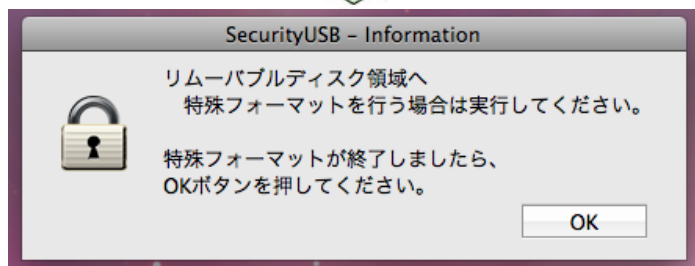 SecurityUSB – Information
リムーバブルディスク領域へ
特殊フォーマットを行う場合は実行してください。
特殊フォーマットが終了しましたら、
OKボタンを押してください。
OK